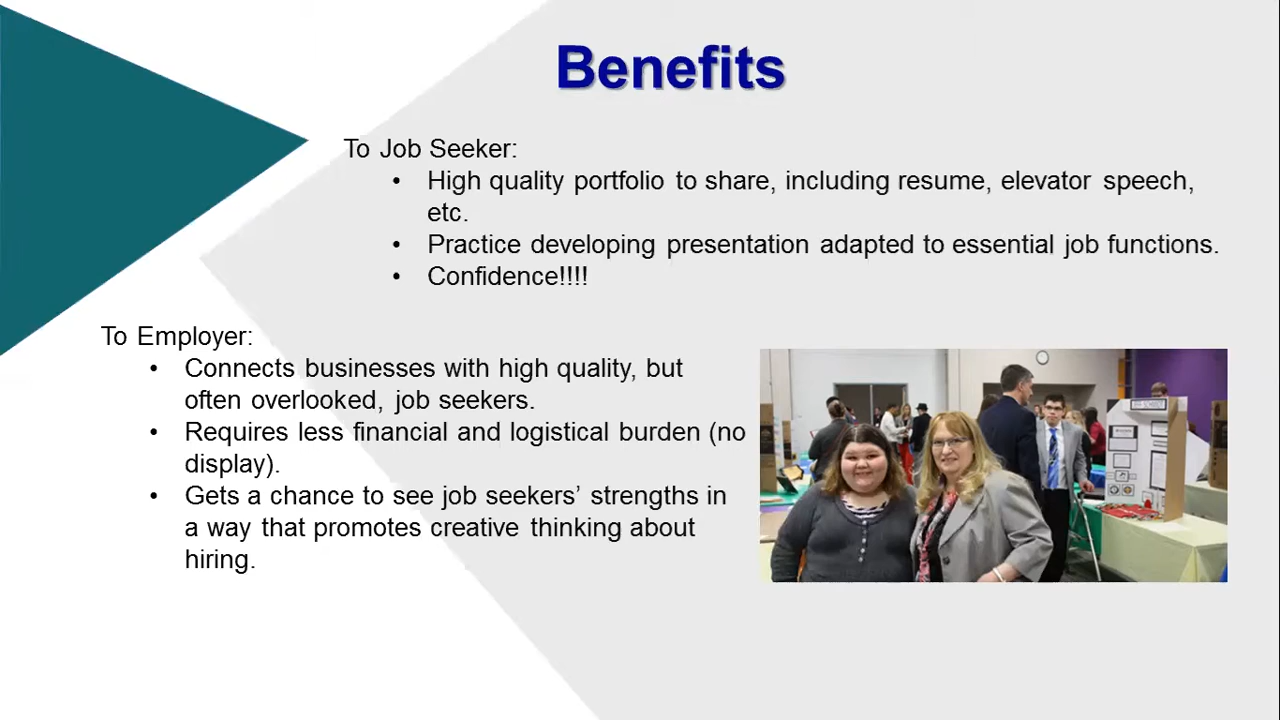 Benefits
To Job Seeker:
• High quality portfolio to share, including resume, elevator speech,
etc.
• Practice developing presentation adapted to essential job functions.
• Confidence!!!!
To Employer:
• Connects businesses with high quality, but
often overlooked, job seekers.
• Requires less financial and logistical burden (no
display).
• Gets a chance to see job seekers’ strengths in
a way that promotes creative thinking about
hiring.